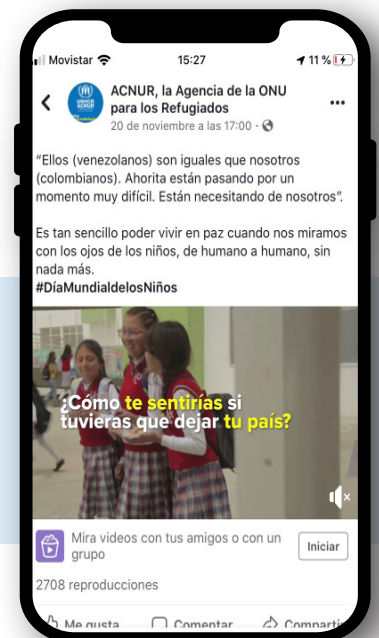 Movistar 15:27 11 %
ACNUR, la Agencia de la ONU
para los Refugiados
20 de noviembre a las 17:00 ·
“Ellos (venezolanos) son iguales que nosotros
(colombianos). Ahorita están pasando por un
momento muy difícil. Están necesitando de nosotros”.
Es tan sencillo poder vivir en paz cuando nos miramos
con los ojos de los niños, de humano a humano, sin
nada más.
#DíaMundialdelosNiños
¿Cómo te sentirías si
tuvieras que dejar tu país?
Mira videos con tus amigos o con un
grupo
Iniciar
2708 reproducciones
Me gusta Comentar Compartir